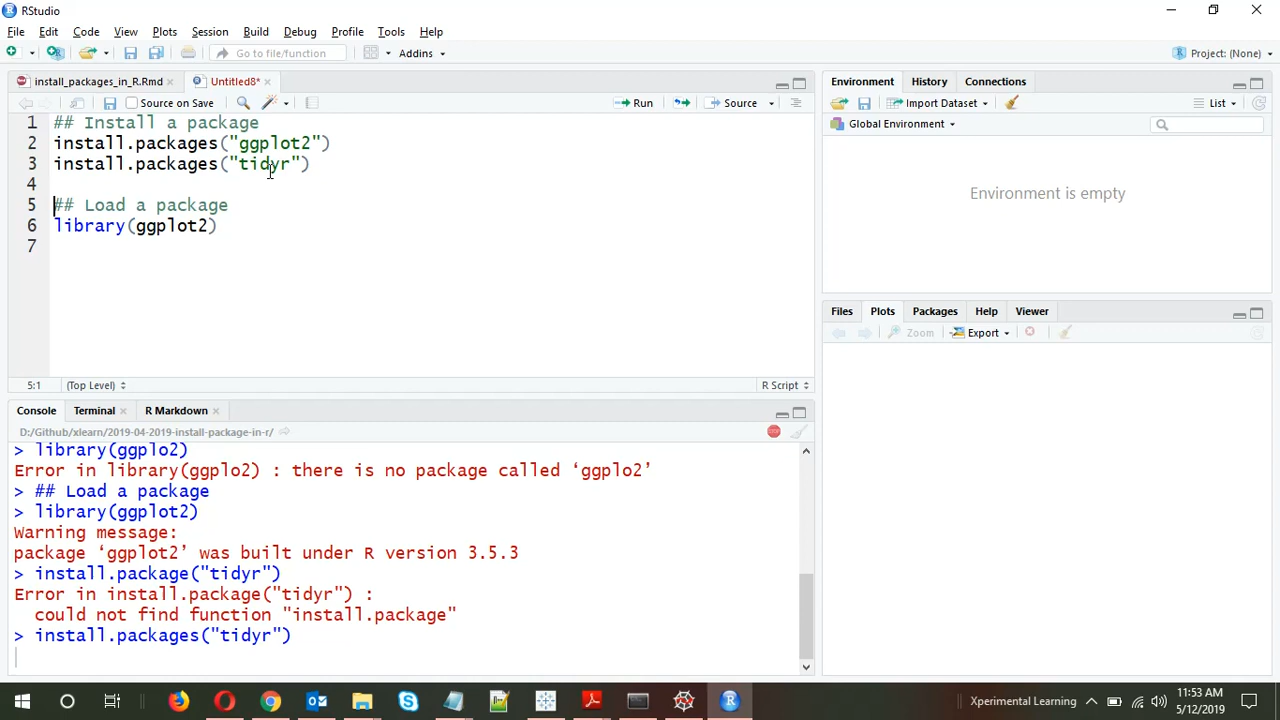 RStudio
File Edit Code View Plots Session Build Debug Profile Tools Help
Go to file/function Addins Project: (None)
install_packages_in_R.Rmd Untitled8*
Source on Save Run Source
1 ## Install a package
2 install.packages("ggplot2")
3 install.packages("tidyr")
4
5 ## Load a package
6 library(ggplot2)
7
5:1 (Top Level) R Script
Console Terminal R Markdown
D:/Github/xlearn/2019-04-2019-install-package-in-r/
> library(ggplo2)
Error in library(ggplo2) : there is no package called ‘ggplo2’
> ## Load a package
> library(ggplot2)
Warning message:
package ‘ggplot2’ was built under R version 3.5.3
> install.package("tidyr")
Error in install.package("tidyr") :
could not find function "install.package"
> install.packages("tidyr")
Environment History Connections
Import Dataset List
Global Environment
Environment is empty
Files Plots Packages Help Viewer
Zoom Export
Xperimental Learning
11:53 AM
5/12/2019